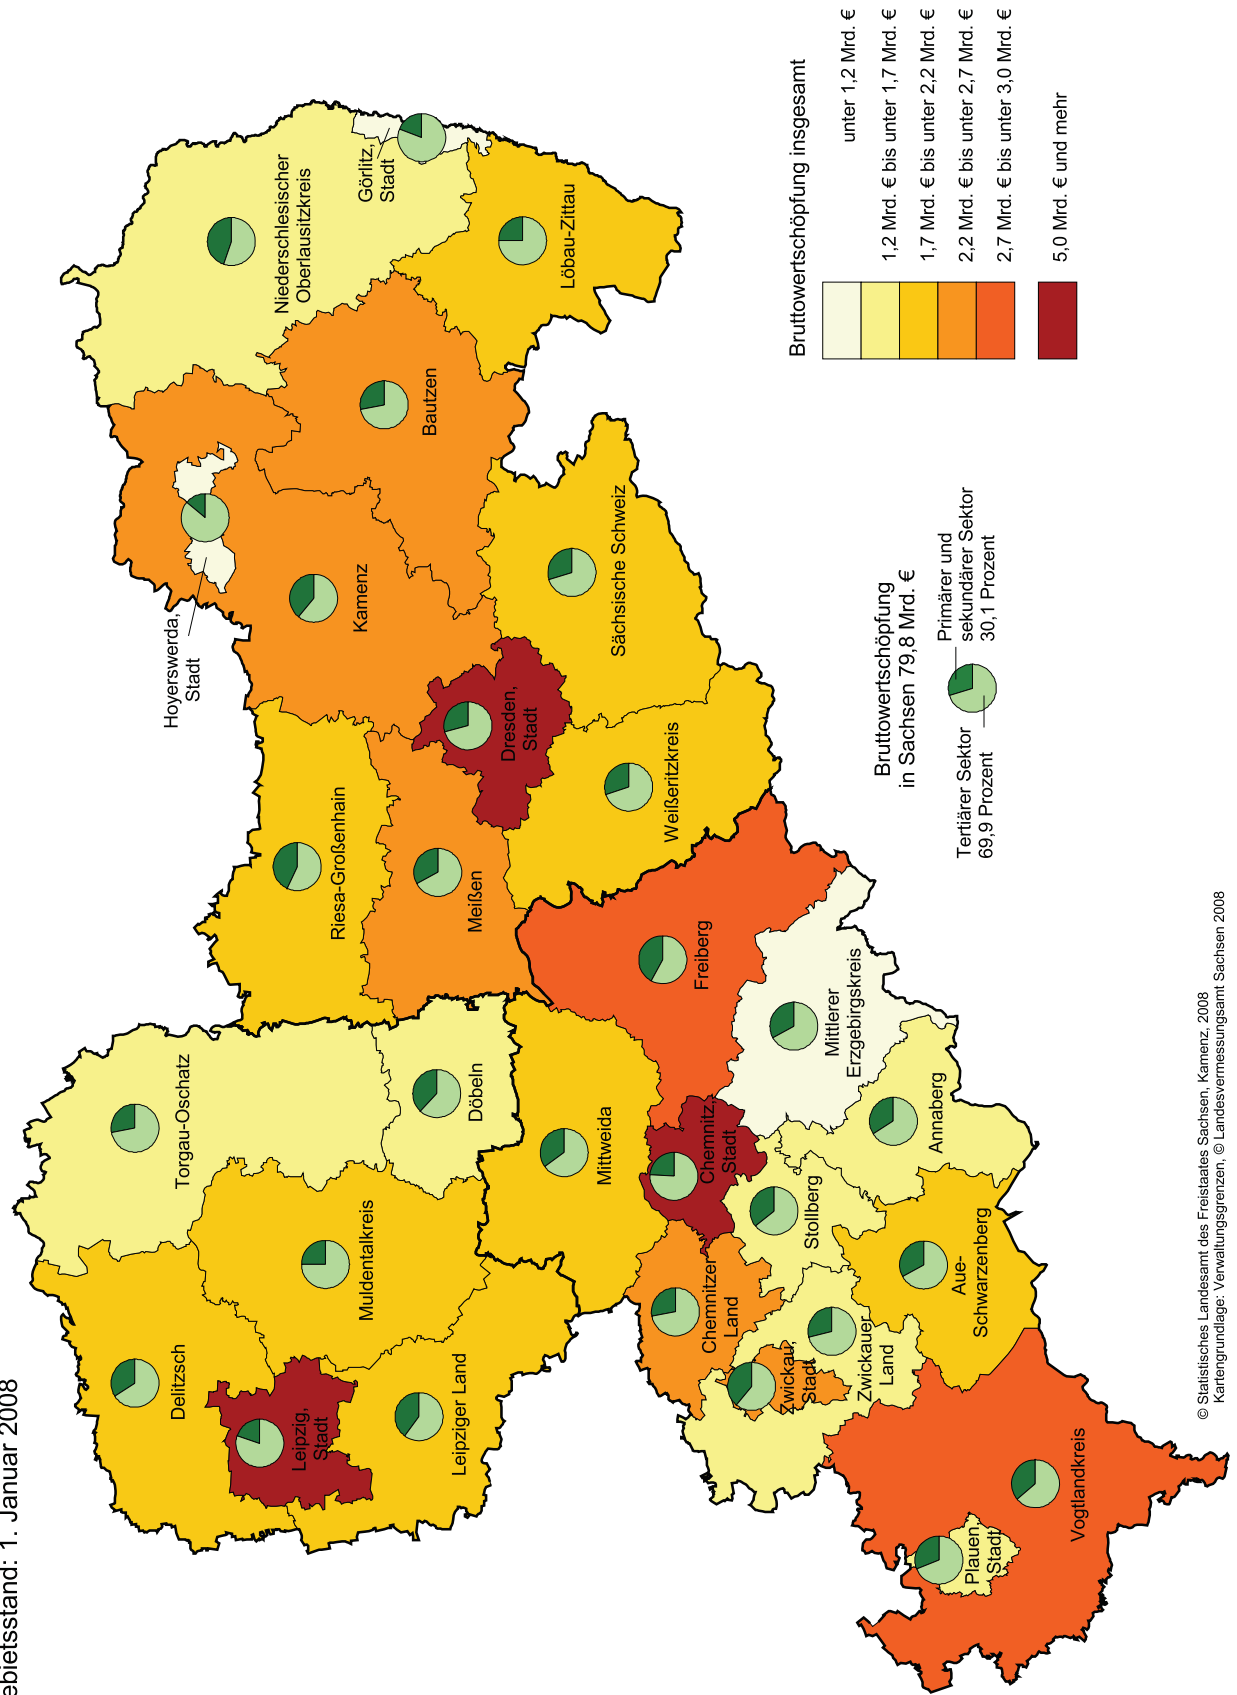 ebietsstand: 1. Januar 2008
Torgau-Oschatz
Delitzsch
Leipzig,
Stadt
Muldentalkreis
Leipziger Land
Döbeln
Mittweida
Riesa-Großenhain
Meißen
Hoyerswerda,
Stadt
Kamenz
Niederschlesischer
Oberlausitzkreis
Görlitz,
Stadt
Bautzen
Löbau-Zittau
Dresden,
Stadt
Sächsische Schweiz
Weißeritzkreis
Freiberg
Chemnitz,
Stadt
Chemnitzer
Land
Mittlerer
Erzgebirgskreis
Stollberg
Annaberg
Zwickau,
Stadt
Zwickauer
Land
Aue-
Schwarzenberg
Plauen,
Stadt
Vogtlandkreis
Bruttowertschöpfung insgesamt
unter 1,2 Mrd. €
1,2 Mrd. € bis unter 1,7 Mrd. €
1,7 Mrd. € bis unter 2,2 Mrd. €
2,2 Mrd. € bis unter 2,7 Mrd. €
2,7 Mrd. € bis unter 3,0 Mrd. €
5,0 Mrd. € und mehr
Bruttowertschöpfung
in Sachsen 79,8 Mrd. €
Primärer und
sekundärer Sektor
30,1 Prozent
Tertiärer Sektor
69,9 Prozent
© Statistisches Landesamt des Freistaates Sachsen, Kamenz, 2008
Kartengrundlage: Verwaltungsgrenzen, © Landesvermessungsamt Sachsen 2008